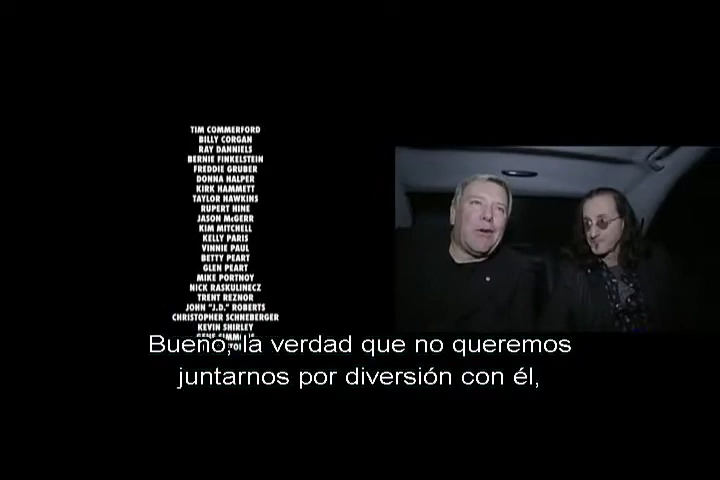 TIM COMMERFORD
BILLY CORGAN
RAY DANNIELS
BERNIE FINKELSTEIN
FREDDIE GRUBER
DONNA HALPER
KIRK HAMMETT
TAYLOR HAWKINS
RUPERT HINE
JASON McGERR
KIM MITCHELL
KELLY PARIS
VINNIE PAUL
BETTY PEART
GLEN PEART
MIKE PORTNOY
NICK RASKULINECZ
TRENT REZNOR
JOHN "J.D." ROBERTS
CHRISTOPHER SCHNEBERGER
KEVIN SHIRLEY
Bueno, la verdad que no queremos
juntarnos por diversión con él,